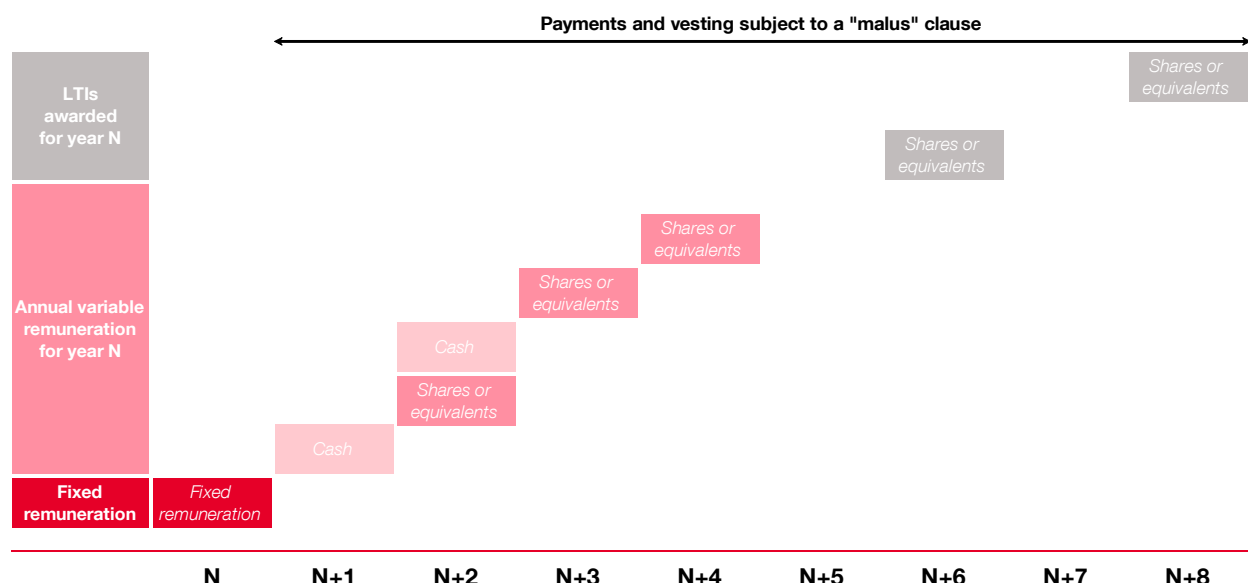 Payments and vesting subject to a "malus" clause
LTIs
awarded
for year N
Shares or
equivalents
Shares or
equivalents
Annual variable
remuneration
for year N
Shares or
equivalents
Shares or
equivalents
Cash
Shares or
equivalents
Cash
Fixed
remuneration
Fixed
remuneration
N N+1 N+2 N+3 N+4 N+5 N+6 N+7 N+8